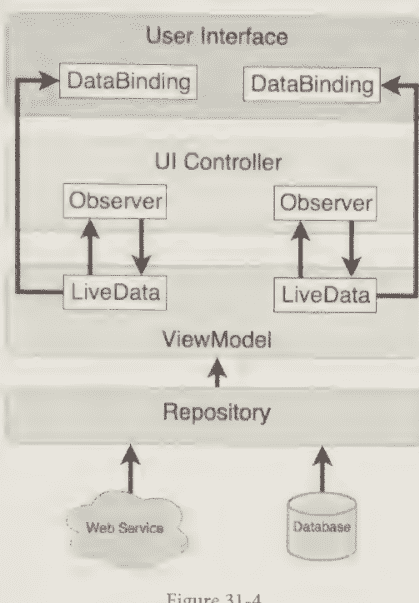 User Interface
DataBinding DataBinding
UI Controller
Observer Observer
LiveData LiveData
ViewModel
Repository
Web Service Database
Figure 31-4